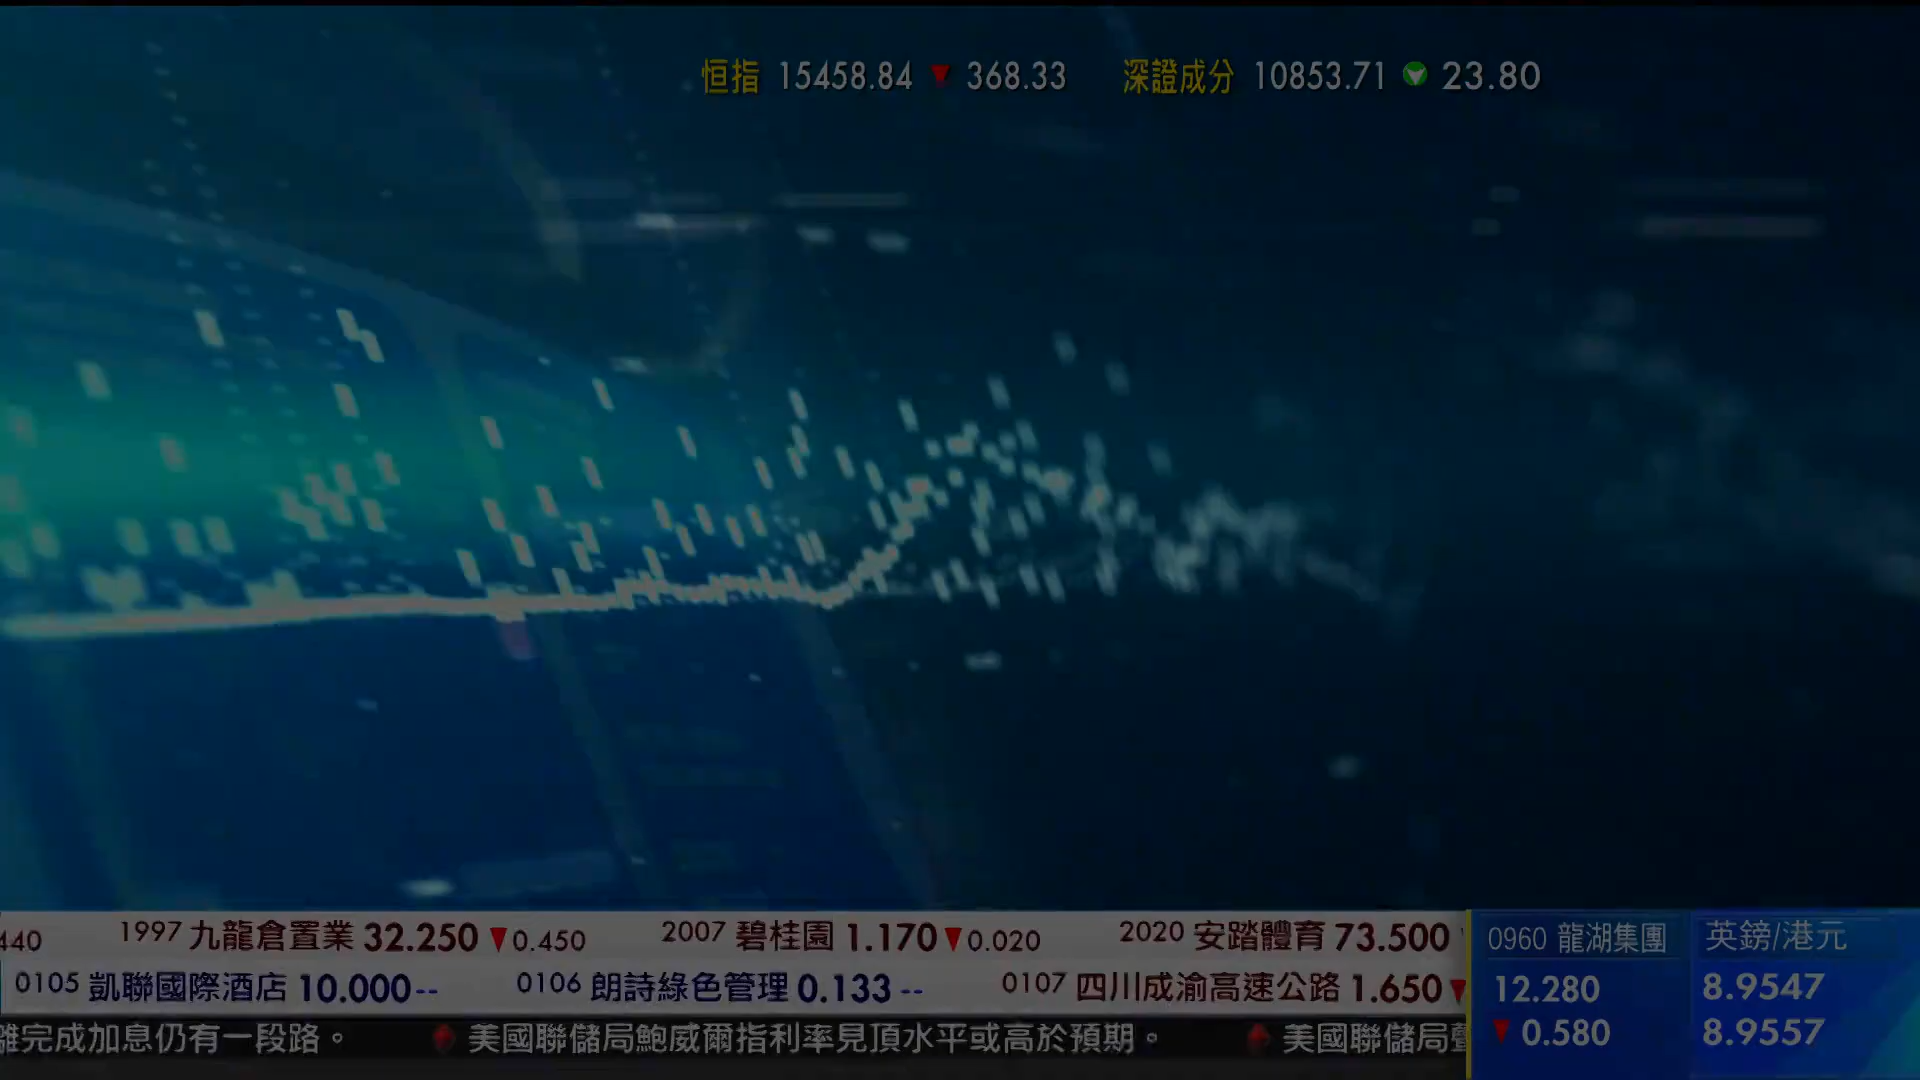 恒指 15458.84 ▼ 368.33 深證成分 10853.71 ▼ 23.80
440 1997 九龍倉置業 32.250 ▼ 0.450 2007 碧桂園 1.170 ▼ 0.020 2020 安踏體育 73.500
0105 凱聯國際酒店 10.000 -- 0106 朗詩綠色管理 0.133 -- 0107 四川成渝高速公路 1.650 ▼
完成加息仍有一段路。 美國聯儲局鮑威爾指利率見頂水平或高於預期。 美國聯儲局
0960 龍湖集團
12.280
▼ 0.580
英鎊/港元
8.9547
8.9557